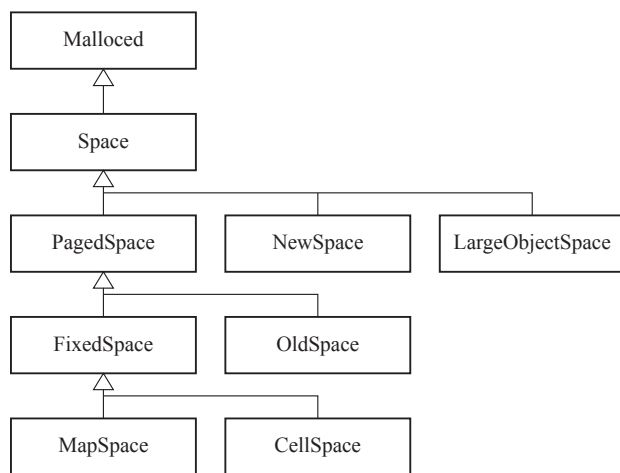 Malloced
Space
PagedSpace
NewSpace
LargeObjectSpace
FixedSpace
OldSpace
MapSpace
CellSpace